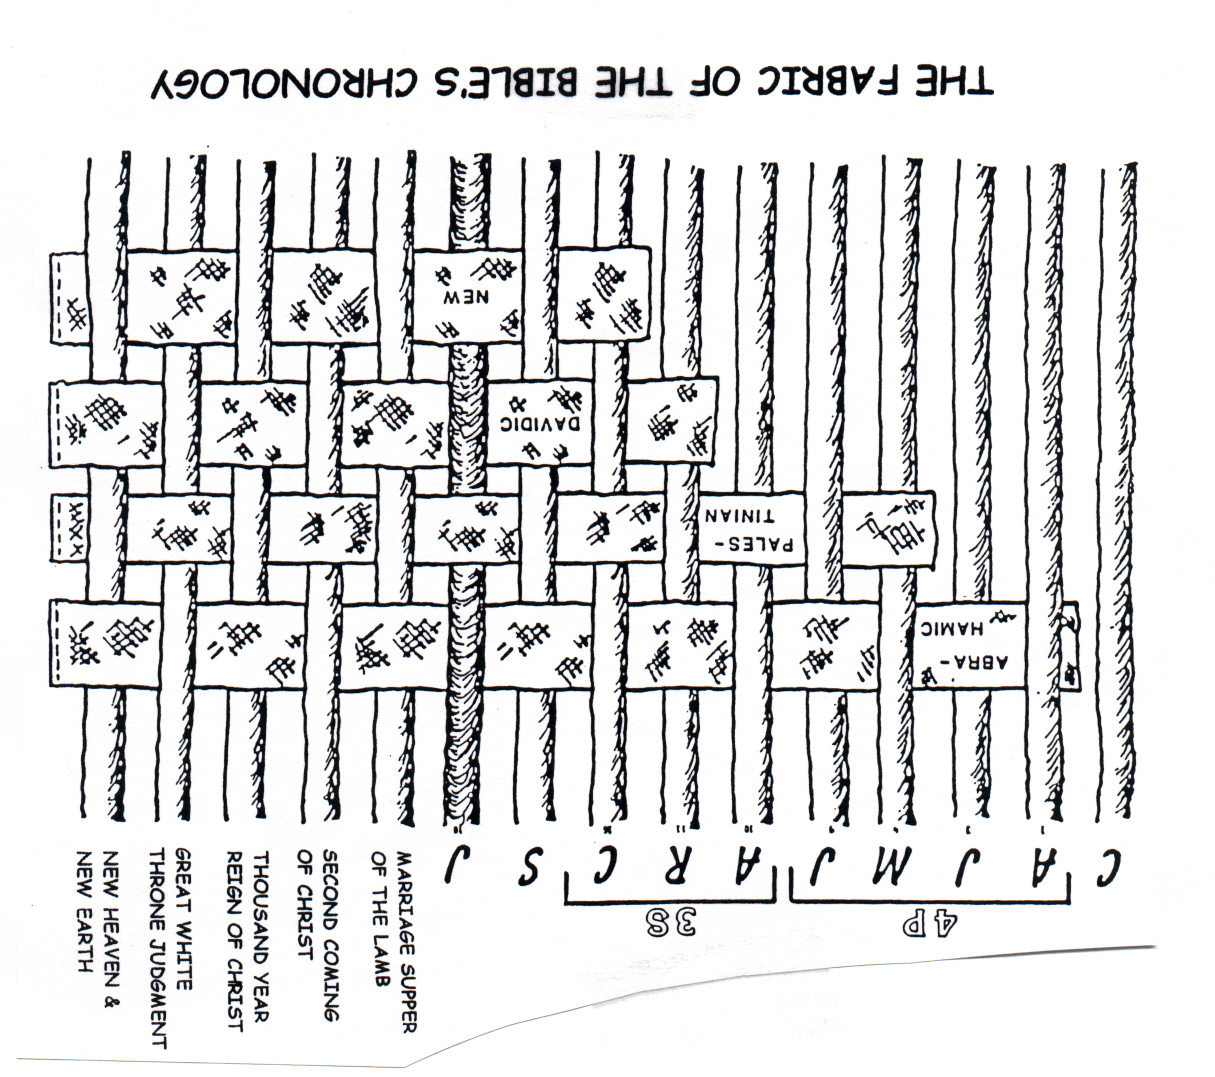 4P
3S
C A J M J A R C S J
MARRIAGE SUPPER
OF THE LAMB
SECOND COMING
OF CHRIST
THOUSAND YEAR
REIGN OF CHRIST
GREAT WHITE
THRONE JUDGMENT
NEW HEAVEN &
NEW EARTH
ABRA-
HAMIC
PALES-
TINIAN
DAVIDIC
NEW
THE FABRIC OF THE BIBLE'S CHRONOLOGY